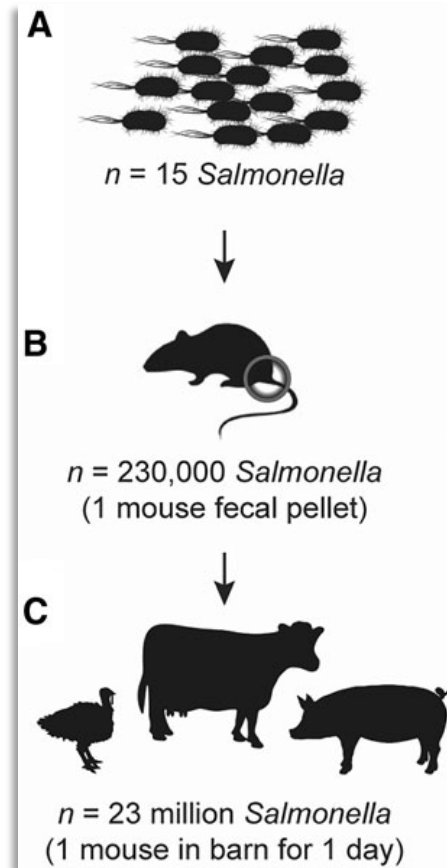 A
n = 15 Salmonella
B
n = 230,000 Salmonella
(1 mouse fecal pellet)
C
n = 23 million Salmonella
(1 mouse in barn for 1 day)